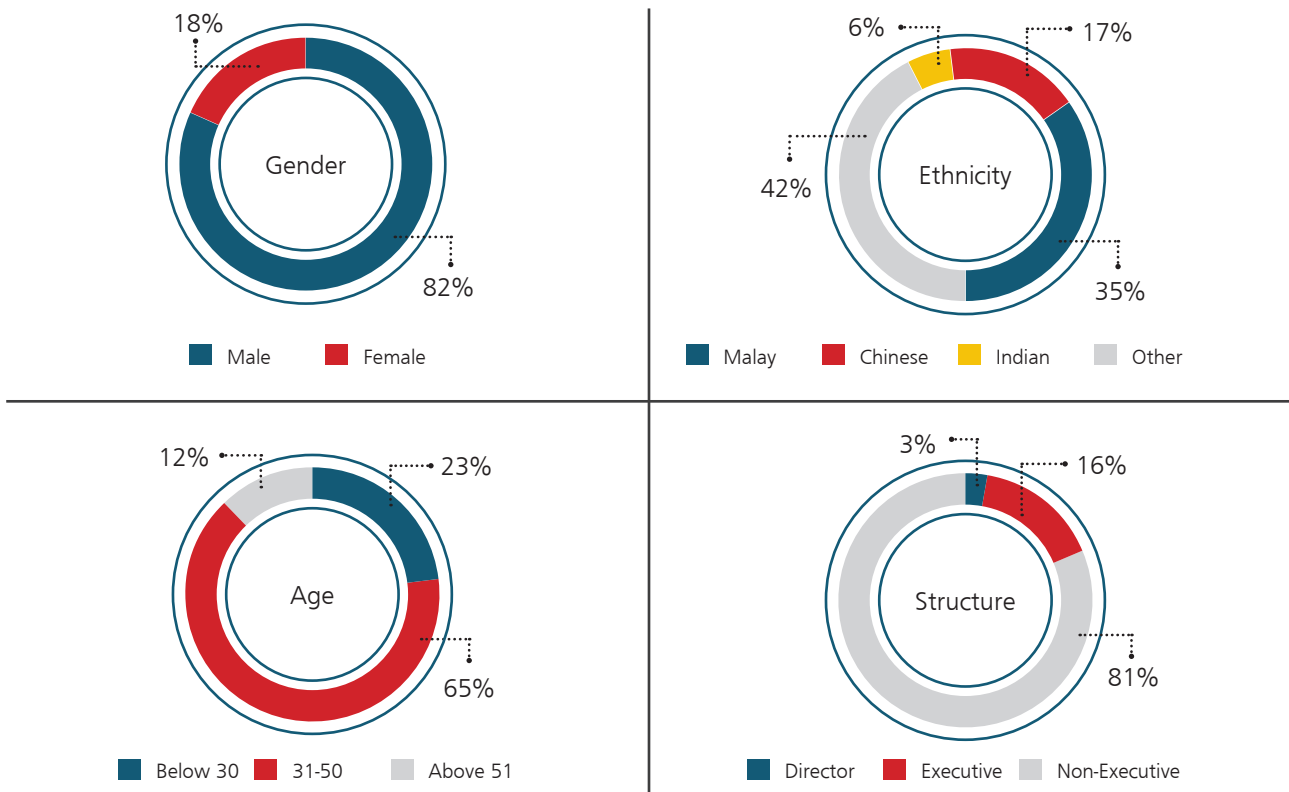 18%
Gender
82%
Male Female
6%
17%
42%
Ethnicity
35%
Malay Chinese Indian Other
12%
23%
Age
65%
Below 30 31-50 Above 51
3%
16%
Structure
81%
Director Executive Non-Executive